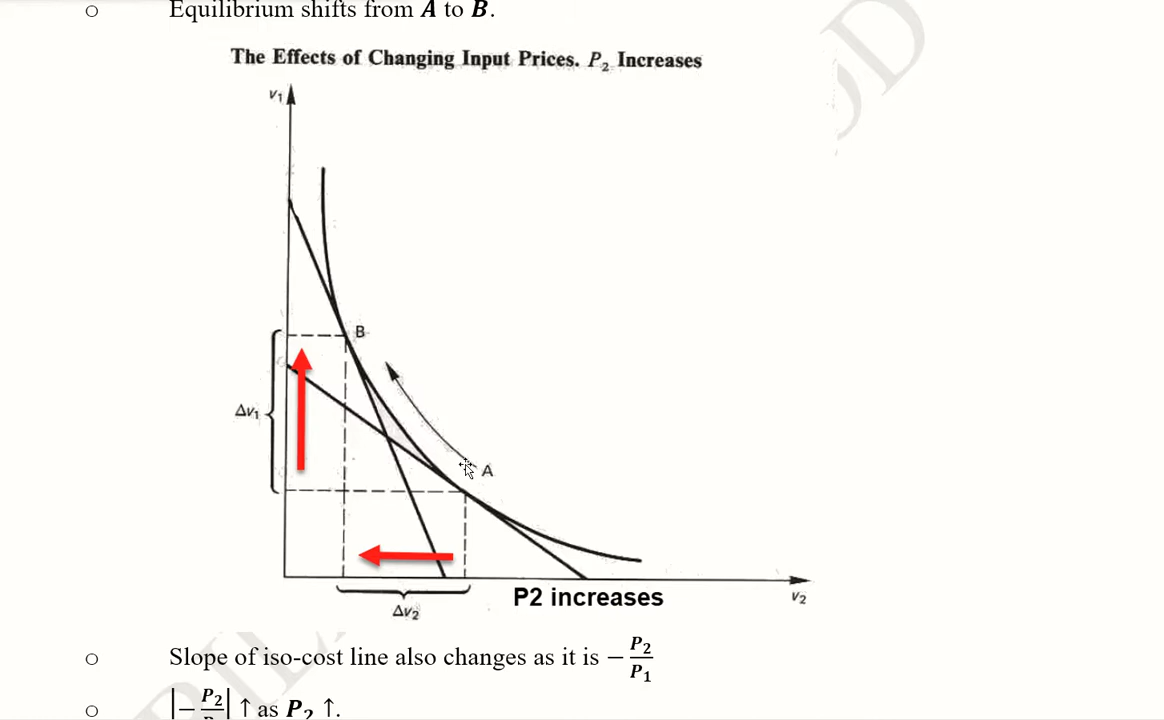 ○ Equilibrium shifts from A to B.
The Effects of Changing Input Prices. P₂ Increases
v₁
B
Δv₁
A
P2 increases
v₂
Δv₂
○ Slope of iso-cost line also changes as it is − P₂/P₁
○ |− P₂/P₁| ↑ as P₂ ↑.